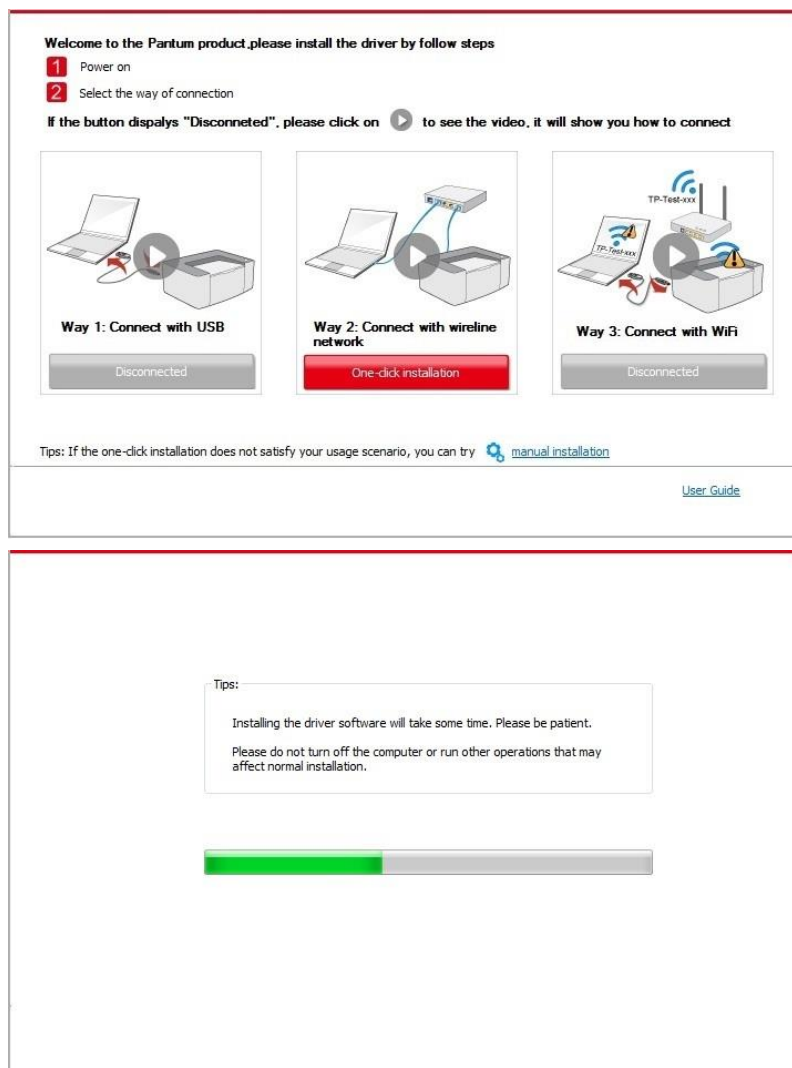 Welcome to the Pantum product,please install the driver by follow steps
1 Power on
2 Select the way of connection
If the button dispalys "Disconneted", please click on to see the video, it will show you how to connect
TP-Test-xxx
TP-Test-xxx
Way 1: Connect with USB
Disconnected
Way 2: Connect with wireline
network
One-click installation
Way 3: Connect with WiFi
Disconnected
Tips: If the one-click installation does not satisfy your usage scenario, you can try manual installation
User Guide
Tips:
Installing the driver software will take some time. Please be patient.
Please do not turn off the computer or run other operations that may
affect normal installation.